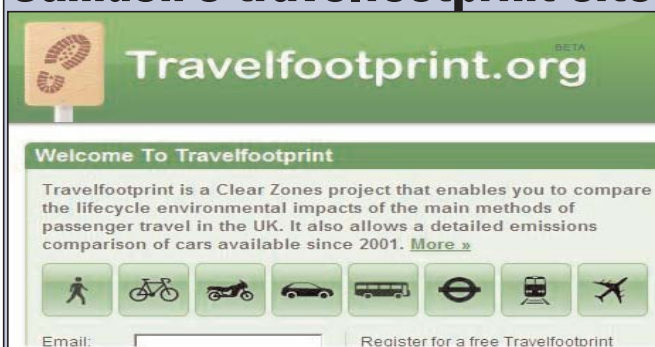 BETA
Travelfootprint.org
Welcome To Travelfootprint
Travelfootprint is a Clear Zones project that enables you to compare
the lifecycle environmental impacts of the main methods of
passenger travel in the UK. It also allows a detailed emissions
comparison of cars available since 2001. More »
Email:
Register for a free Travelfootprint